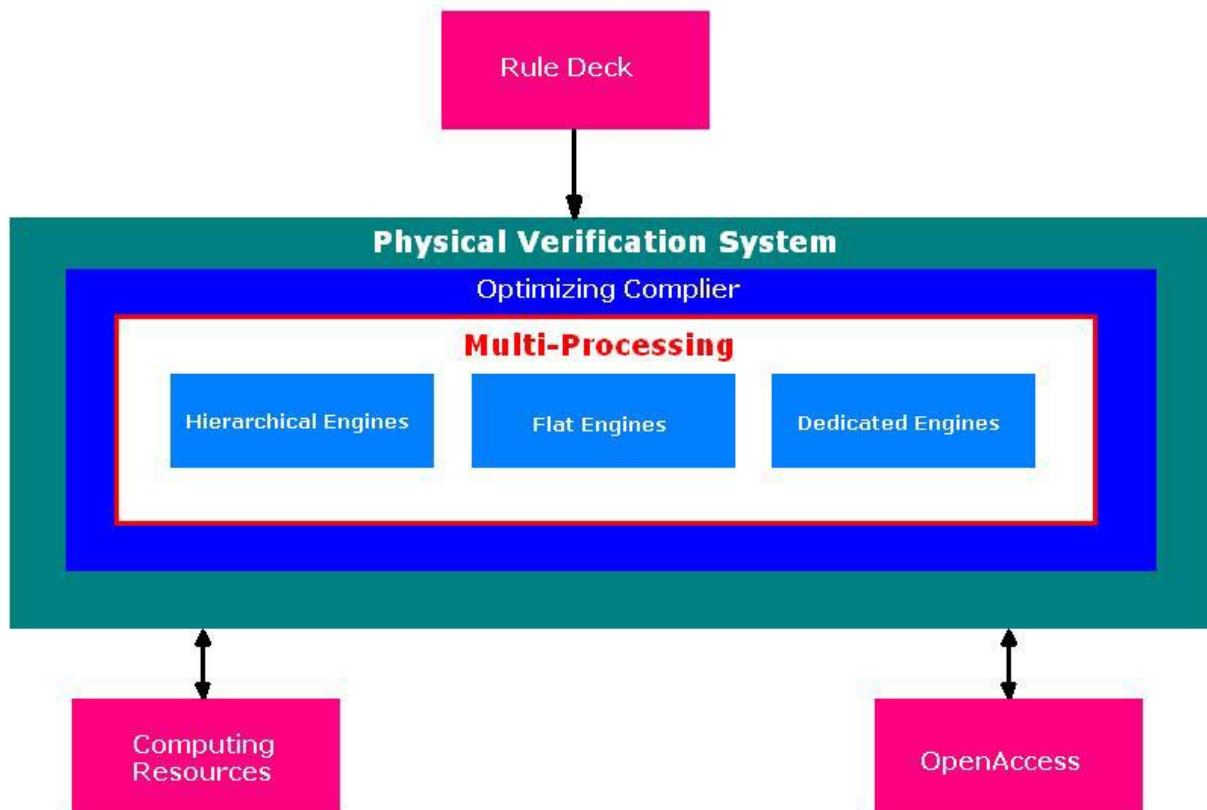 Rule Deck
Physical Verification System
Optimizing Complier
Multi-Processing
Hierarchical Engines
Flat Engines
Dedicated Engines
Computing
Resources
OpenAccess